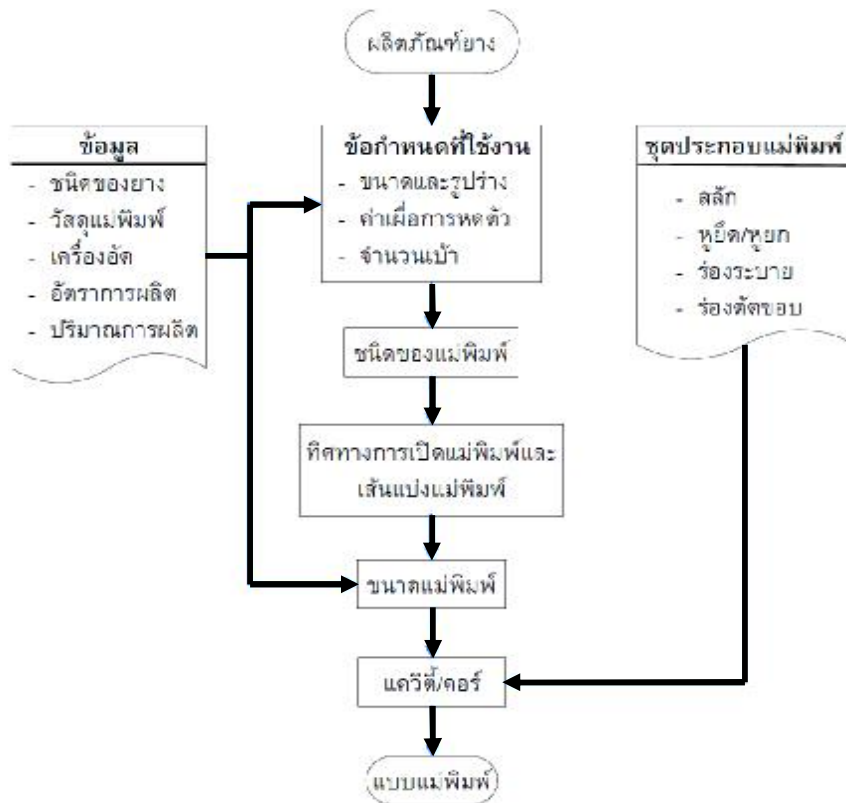 ผลิตภัณฑ์ยาง
ข้อมูล
- ชนิดของยาง
- วัสดุแม่พิมพ์
- เครื่องอัด
- อัตราการผลิต
- ปริมาณการผลิต
ข้อกำหนดที่ใช้งาน
- ขนาดและรูปร่าง
- ค่าเผื่อการหดตัว
- จำนวนเบ้า
ชุดประกอบแม่พิมพ์
- สลัก
- หูยึด/หูยก
- ร่องระบาย
- ร่องตัดขอบ
ชนิดของแม่พิมพ์
ทิศทางการเปิดแม่พิมพ์และ
เส้นแบ่งแม่พิมพ์
ขนาดแม่พิมพ์
แควิตี้/คอร์
แบบแม่พิมพ์